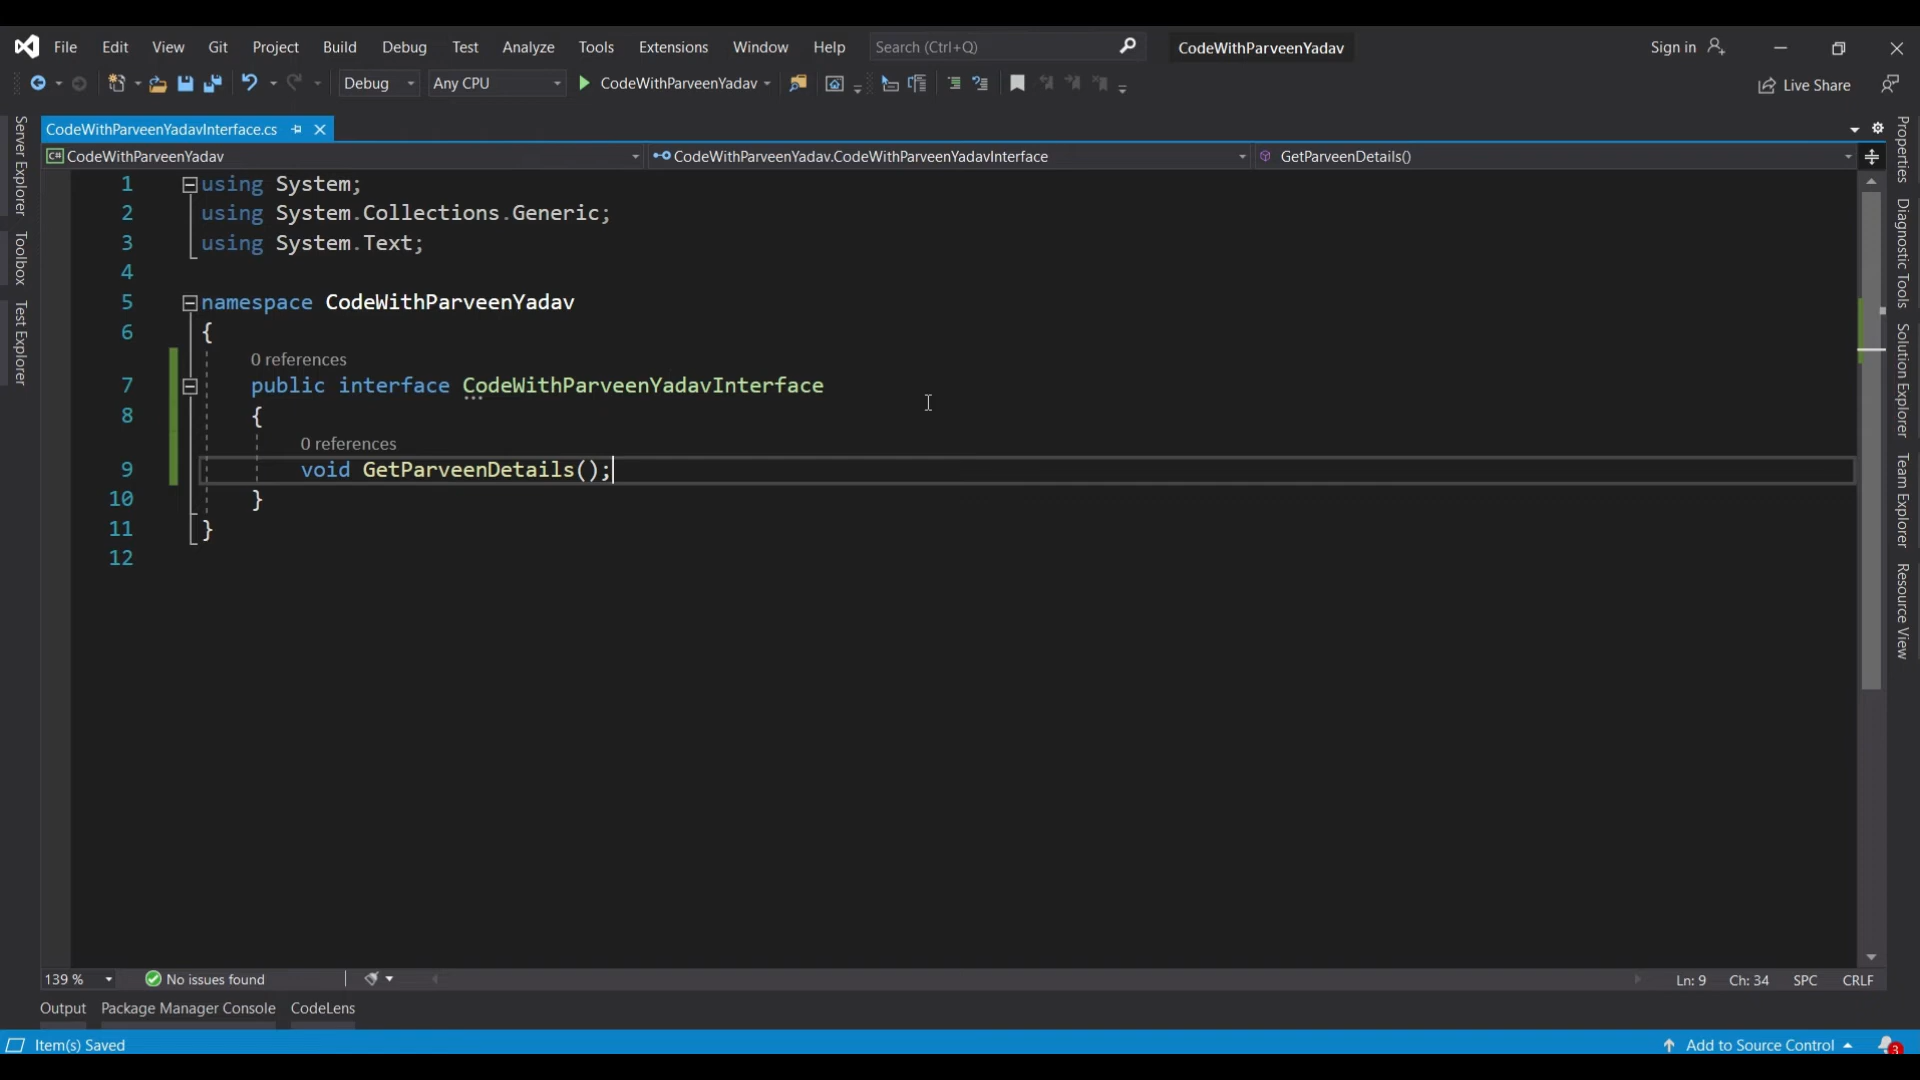 File Edit View Git Project Build Debug Test Analyze Tools Extensions Window Help Search (Ctrl+Q) CodeWithParveenYadav Sign in
Debug Any CPU CodeWithParveenYadav Live Share
CodeWithParveenYadavInterface.cs
C# CodeWithParveenYadav CodeWithParveenYadav.CodeWithParveenYadavInterface GetParveenDetails()
Server Explorer
Toolbox
Test Explorer
1 using System;
2 using System.Collections.Generic;
3 using System.Text;
4
5 namespace CodeWithParveenYadav
6 {
0 references
7 public interface CodeWithParveenYadavInterface
8 {
0 references
9 void GetParveenDetails();
10 }
11 }
12
Properties
Diagnostic Tools
Solution Explorer
Team Explorer
Resource View
139 % No issues found Ln: 9 Ch: 34 SPC CRLF
Output Package Manager Console CodeLens
Item(s) Saved Add to Source Control 3